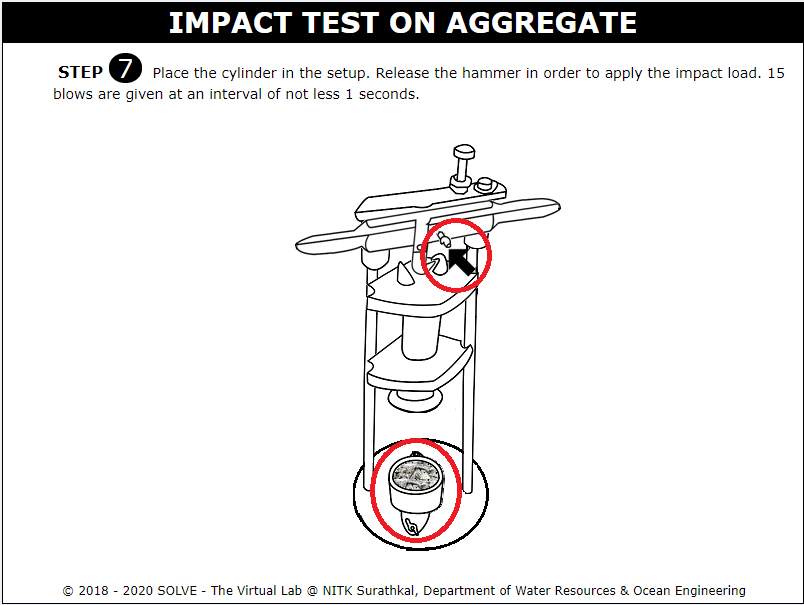 IMPACT TEST ON AGGREGATE
STEP 7 Place the cylinder in the setup. Release the hammer in order to apply the impact load. 15
blows are given at an interval of not less 1 seconds.
© 2018 - 2020 SOLVE - The Virtual Lab @ NITK Surathkal, Department of Water Resources & Ocean Engineering